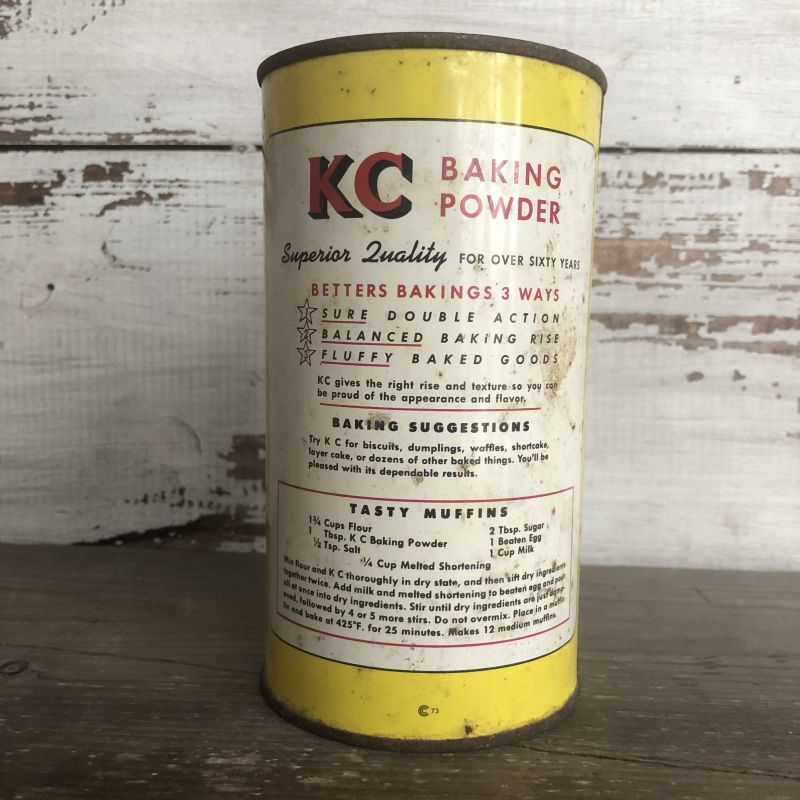 KC BAKING
POWDER
Superior Quality FOR OVER SIXTY YEARS
BETTERS BAKINGS 3 WAYS
1 SURE DOUBLE ACTION
2 BALANCED BAKING RISE
3 FLUFFY BAKED GOODS
KC gives the right rise and texture so you can
be proud of the appearance and flavor.
BAKING SUGGESTIONS
Try K C for biscuits, dumplings, waffles, shortcake,
layer cake, or dozens of other baked things. You'll be
pleased with its dependable results.
TASTY MUFFINS
1¾ Cups Flour 2 Tbsp. Sugar
1 Tbsp. K C Baking Powder 1 Beaten Egg
½ Tsp. Salt 1 Cup Milk
¼ Cup Melted Shortening
Mix flour and K C thoroughly in dry state, and then sift dry ingredients
together twice. Add milk and melted shortening to beaten egg and pour
all at once into dry ingredients. Stir until dry ingredients are just damp-
ened, followed by 4 or 5 more stirs. Do not overmix. Place in a muffin
tin and bake at 425°F. for 25 minutes. Makes 12 medium muffins.
73